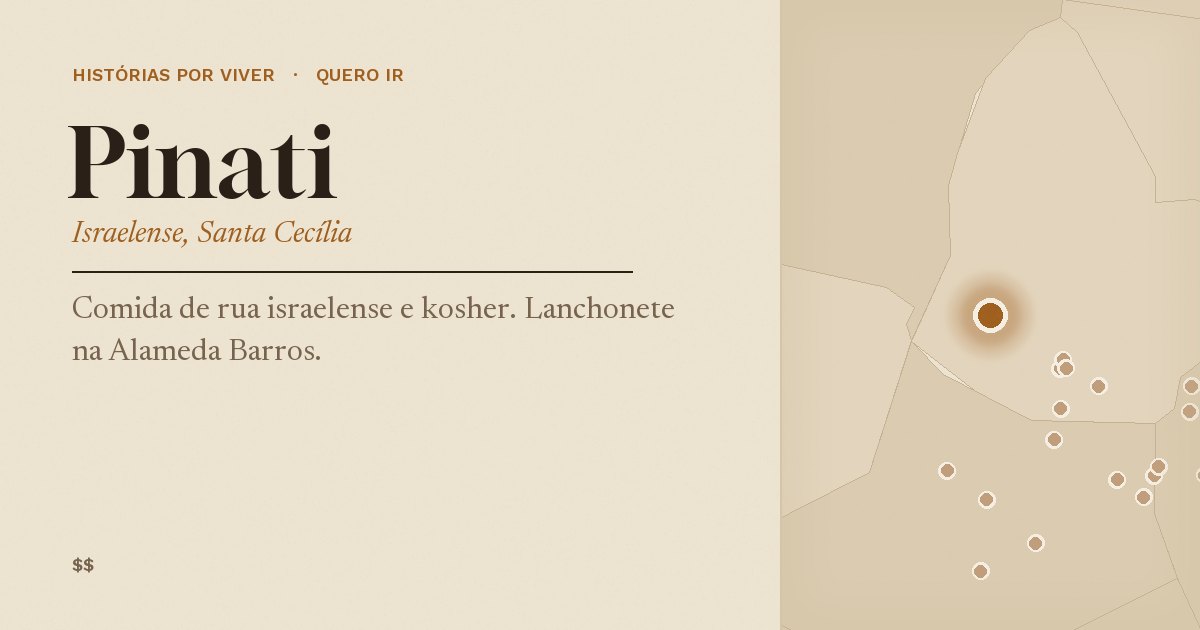 HISTÓRIAS POR VIVER · QUERO IR
Pinati
Israelense, Santa Cecília
Comida de rua israelense e kosher. Lanchonete
na Alameda Barros.
$$